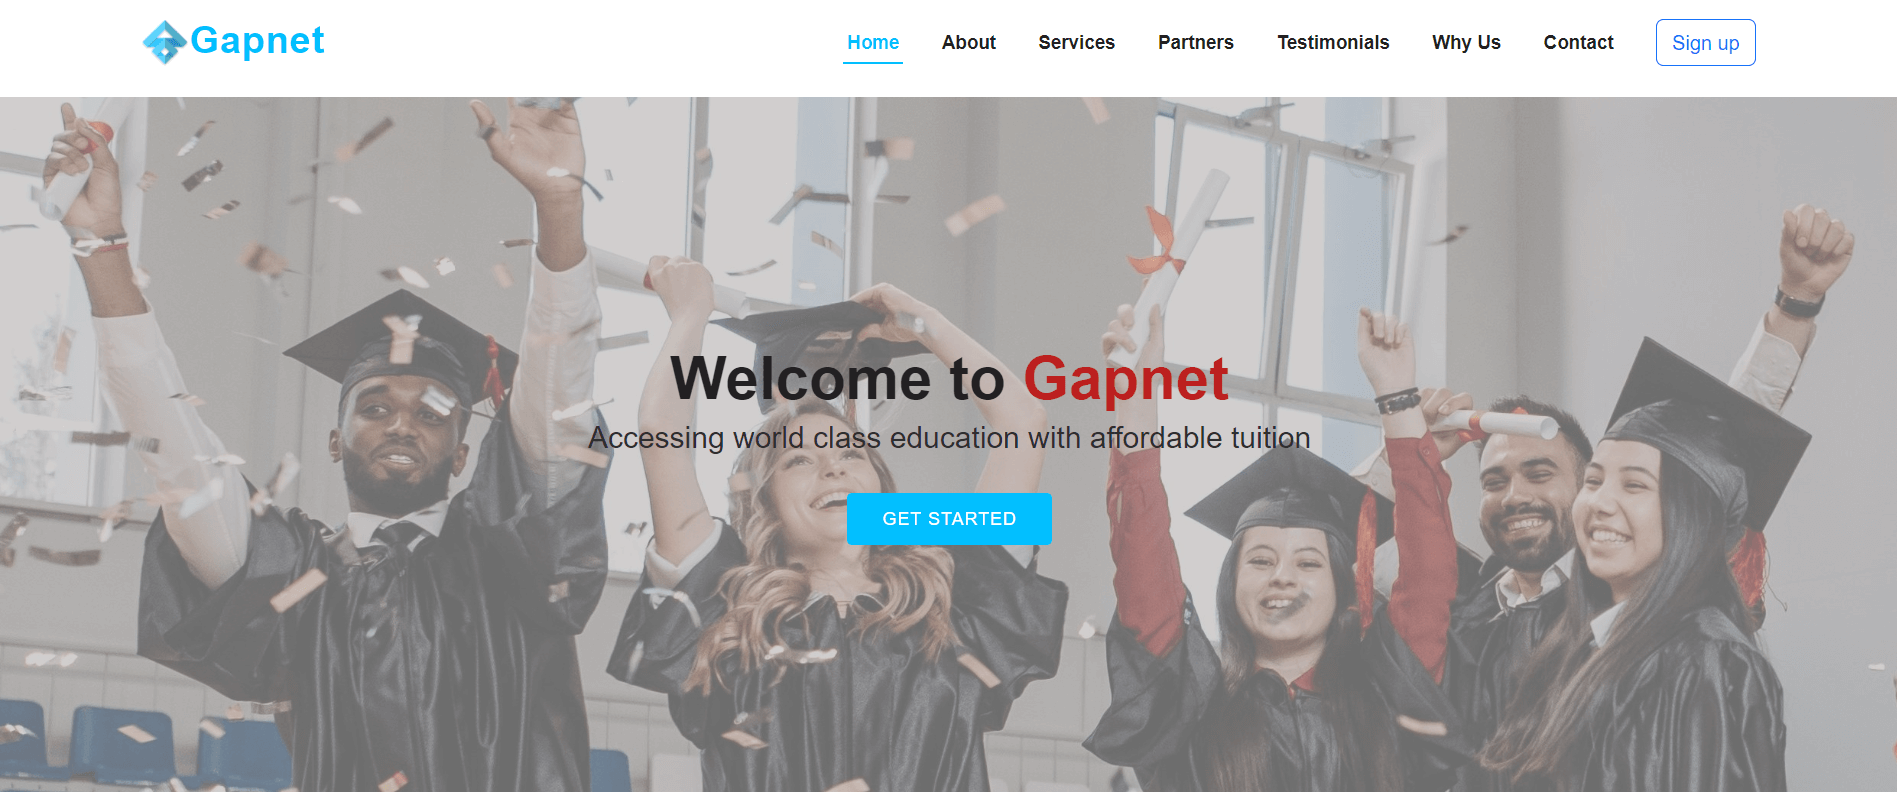 Gapnet
Home About Services Partners Testimonials Why Us Contact Sign up
Welcome to Gapnet
Accessing world class education with affordable tuition
GET STARTED